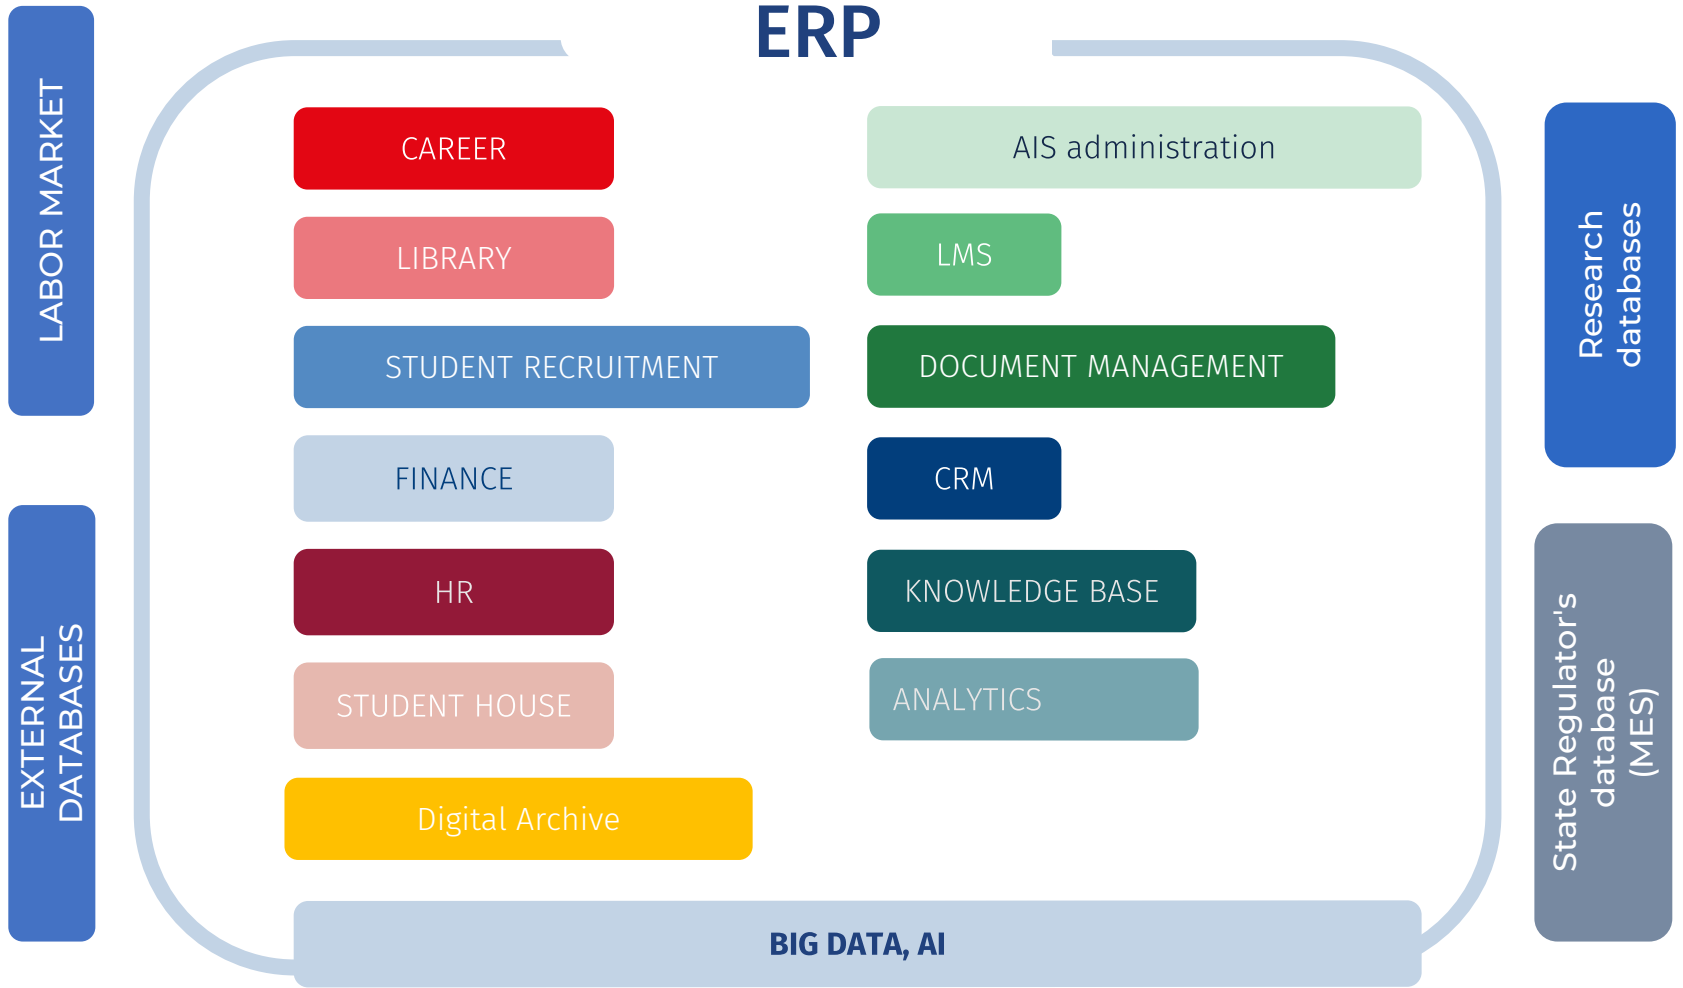 ERP
LABOR MARKET
EXTERNAL
DATABASES
CAREER
LIBRARY
STUDENT RECRUITMENT
FINANCE
HR
STUDENT HOUSE
Digital Archive
AIS administration
LMS
DOCUMENT MANAGEMENT
CRM
KNOWLEDGE BASE
ANALYTICS
BIG DATA, AI
Research
databases
State Regulator's
database
(MES)